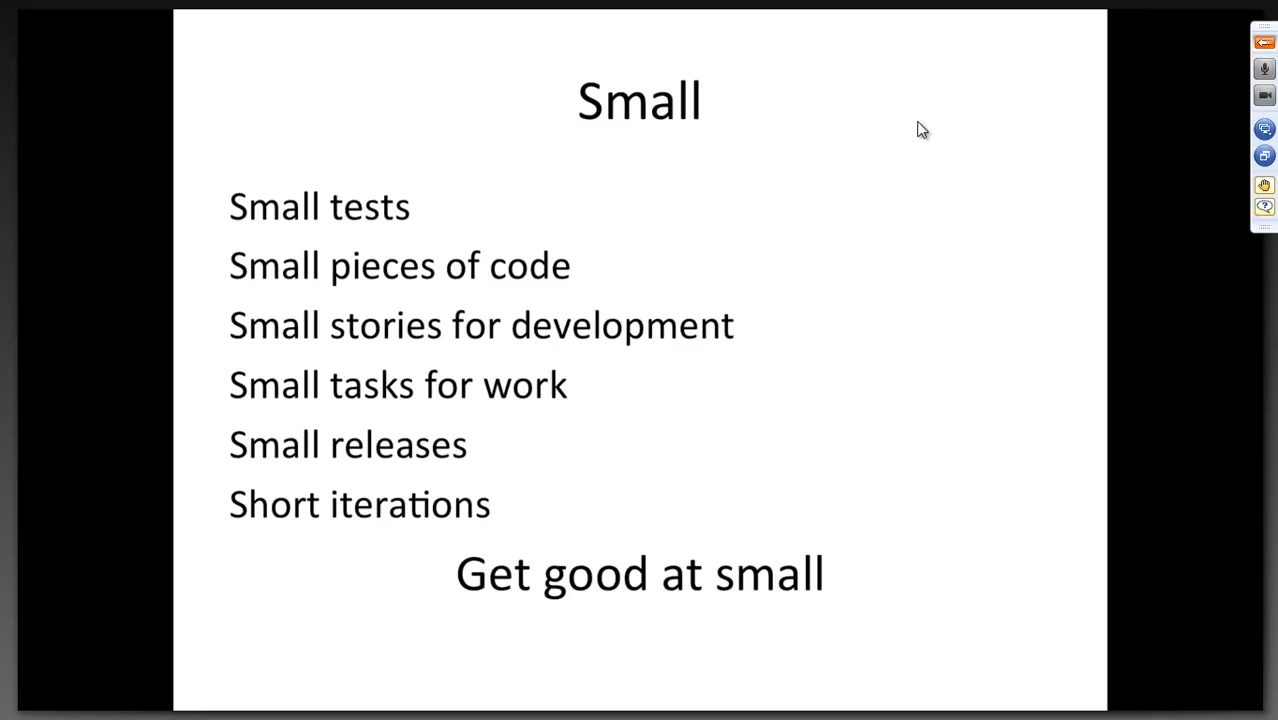 Small
Small tests
Small pieces of code
Small stories for development
Small tasks for work
Small releases
Short iterations
Get good at small